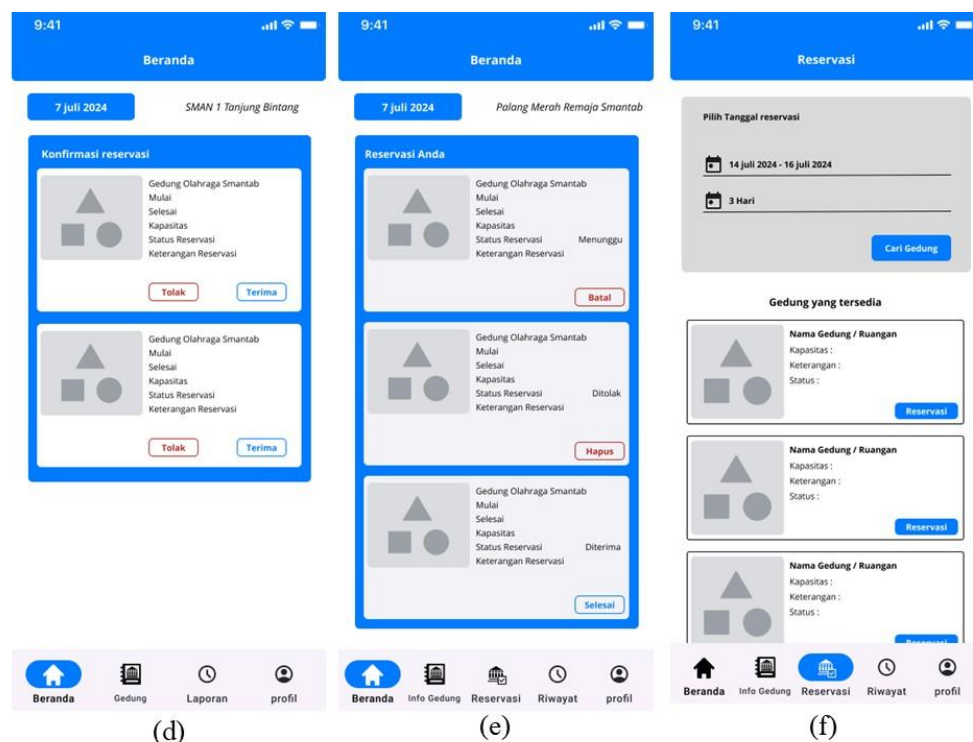 9:41
Beranda
7 juli 2024
SMAN 1 Tanjung Bintang
Konfirmasi reservasi
Gedung Olahraga Smantab
Mulai
Selesai
Kapasitas
Status Reservasi
Keterangan Reservasi
Tolak
Terima
Gedung Olahraga Smantab
Mulai
Selesai
Kapasitas
Status Reservasi
Keterangan Reservasi
Tolak
Terima
Beranda
Gedung
Laporan
profil
(d)
9:41
Beranda
7 juli 2024
Palang Merah Remaja Smantab
Reservasi Anda
Gedung Olahraga Smantab
Mulai
Selesai
Kapasitas
Status Reservasi Menunggu
Keterangan Reservasi
Batal
Gedung Olahraga Smantab
Mulai
Selesai
Kapasitas
Status Reservasi Ditolak
Keterangan Reservasi
Hapus
Gedung Olahraga Smantab
Mulai
Selesai
Kapasitas
Status Reservasi Diterima
Keterangan Reservasi
Selesai
Beranda
Info Gedung
Reservasi
Riwayat
profil
(e)
9:41
Reservasi
Pilih Tanggal reservasi
14 juli 2024 - 16 juli 2024
3 Hari
Cari Gedung
Gedung yang tersedia
Nama Gedung / Ruangan
Kapasitas :
Keterangan :
Status :
Reservasi
Nama Gedung / Ruangan
Kapasitas :
Keterangan :
Status :
Reservasi
Nama Gedung / Ruangan
Kapasitas :
Keterangan :
Status :
Beranda
Info Gedung
Reservasi
Riwayat
profil
(f)